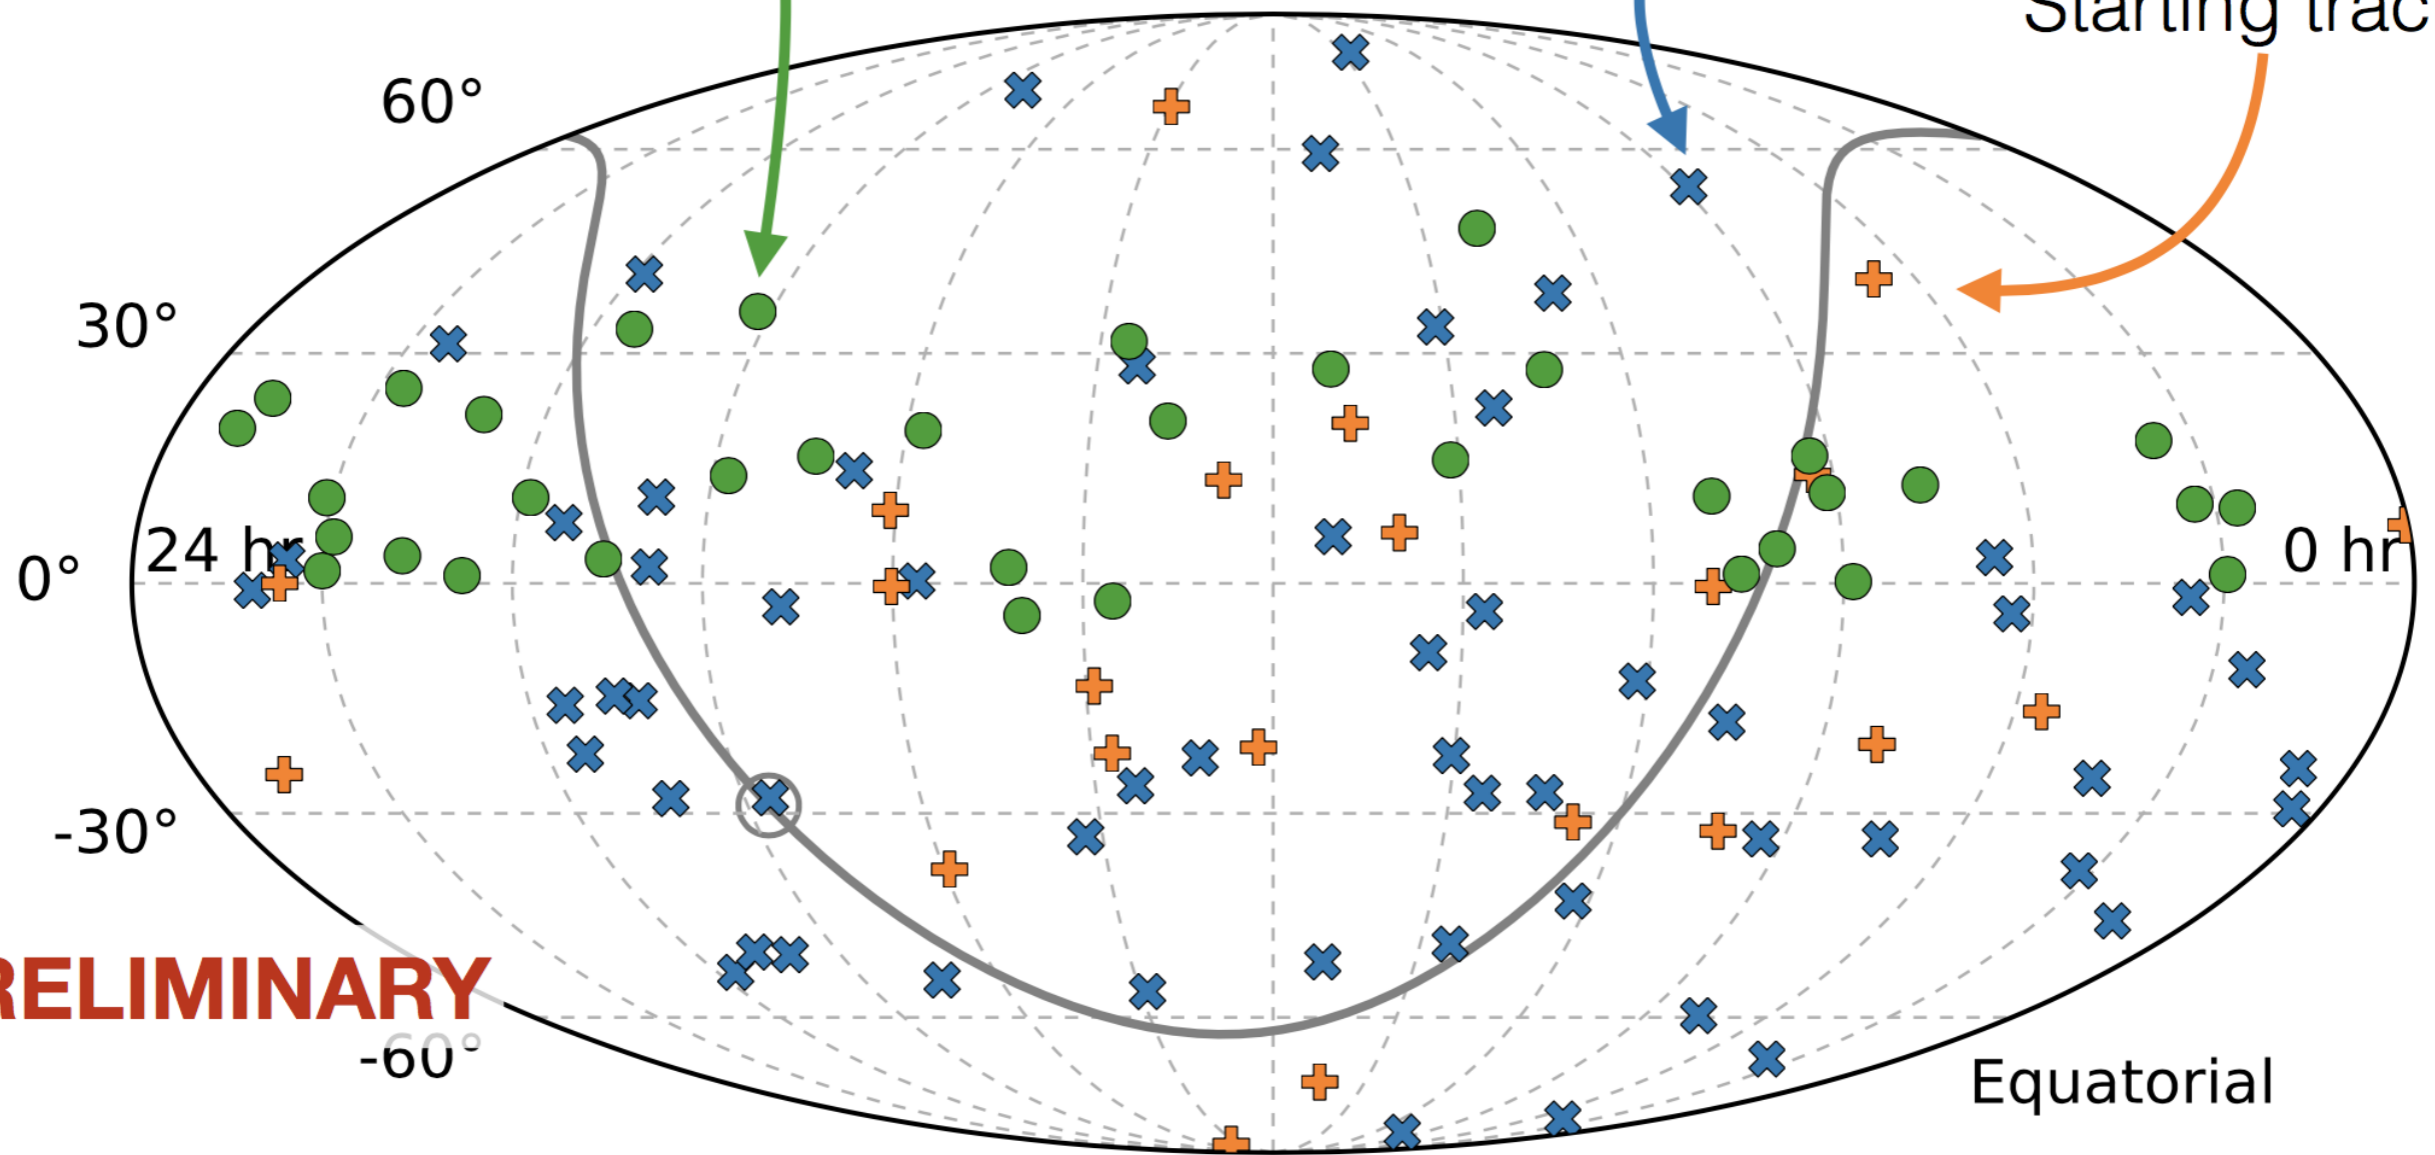 Starting trac
60°
30°
24 hr
0 hr
0°
-30°
RELIMINARY
-60°
Equatorial